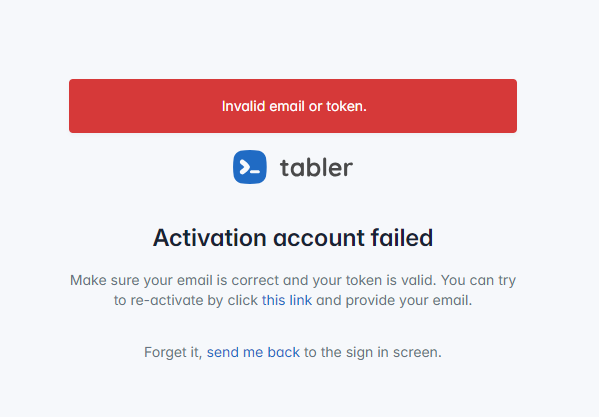 Invalid email or token.
tabler
Activation account failed
Make sure your email is correct and your token is valid. You can try
to re-activate by click this link and provide your email.
Forget it, send me back to the sign in screen.